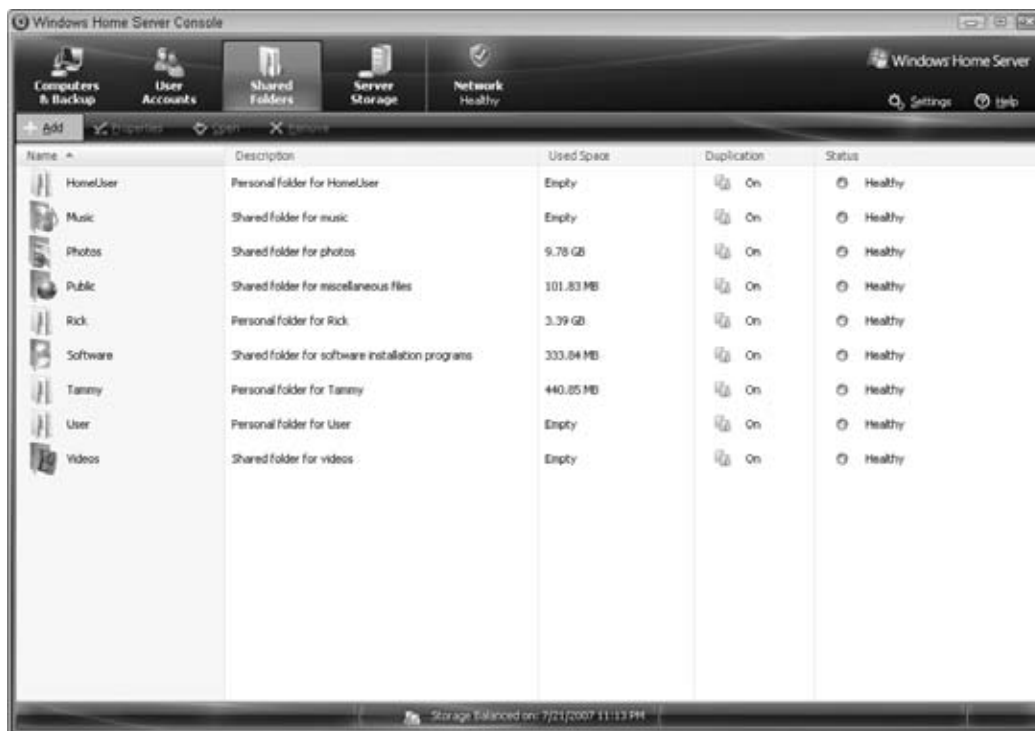 Windows Home Server Console
Computers & Backup
User Accounts
Shared Folders
Server Storage
Network Healthy
Windows Home Server
Settings Help
Add Properties Open Remove
Name Description Used Space Duplication Status
HomeUser Personal folder for HomeUser Empty On Healthy
Music Shared folder for music Empty On Healthy
Photos Shared folder for photos 9.78 GB On Healthy
Public Shared folder for miscellaneous files 101.83 MB On Healthy
Rick Personal folder for Rick 3.39 GB On Healthy
Software Shared folder for software installation programs 333.84 MB On Healthy
Tammy Personal folder for Tammy 440.85 MB On Healthy
User Personal folder for User Empty On Healthy
Videos Shared folder for videos Empty On Healthy
Storage Balanced on: 7/21/2007 11:13 PM